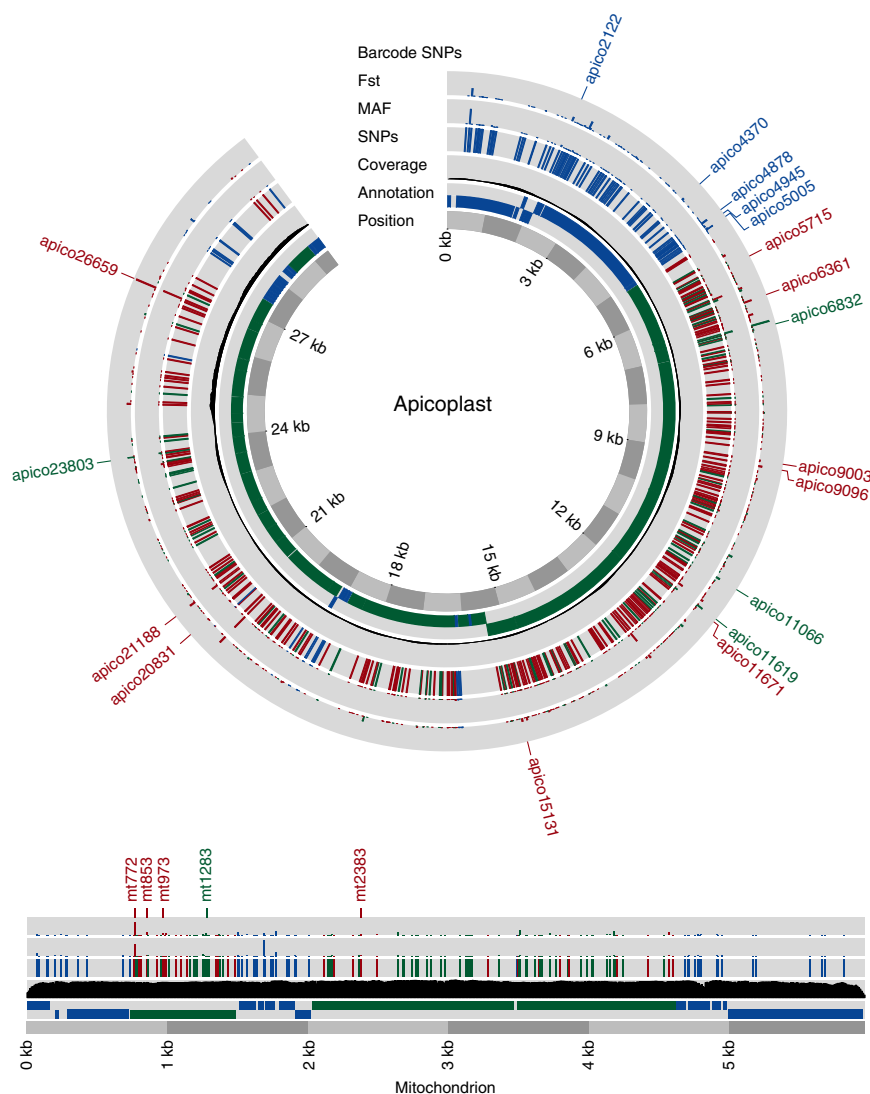 Barcode SNPs
Fst
MAF
SNPs
Coverage
Annotation
Position
apico2122
apico4370
apico4878
apico4945
apico5005
apico5715
apico6361
apico6832
apico9003
apico9096
apico11066
apico11619
apico11671
apico15131
apico20831
apico21188
apico23803
apico26659
0 kb
3 kb
6 kb
9 kb
12 kb
15 kb
18 kb
21 kb
24 kb
27 kb
Apicoplast
mt772
mt853
mt973
mt1283
mt2383
0 kb
1 kb
2 kb
3 kb
4 kb
5 kb
Mitochondrion